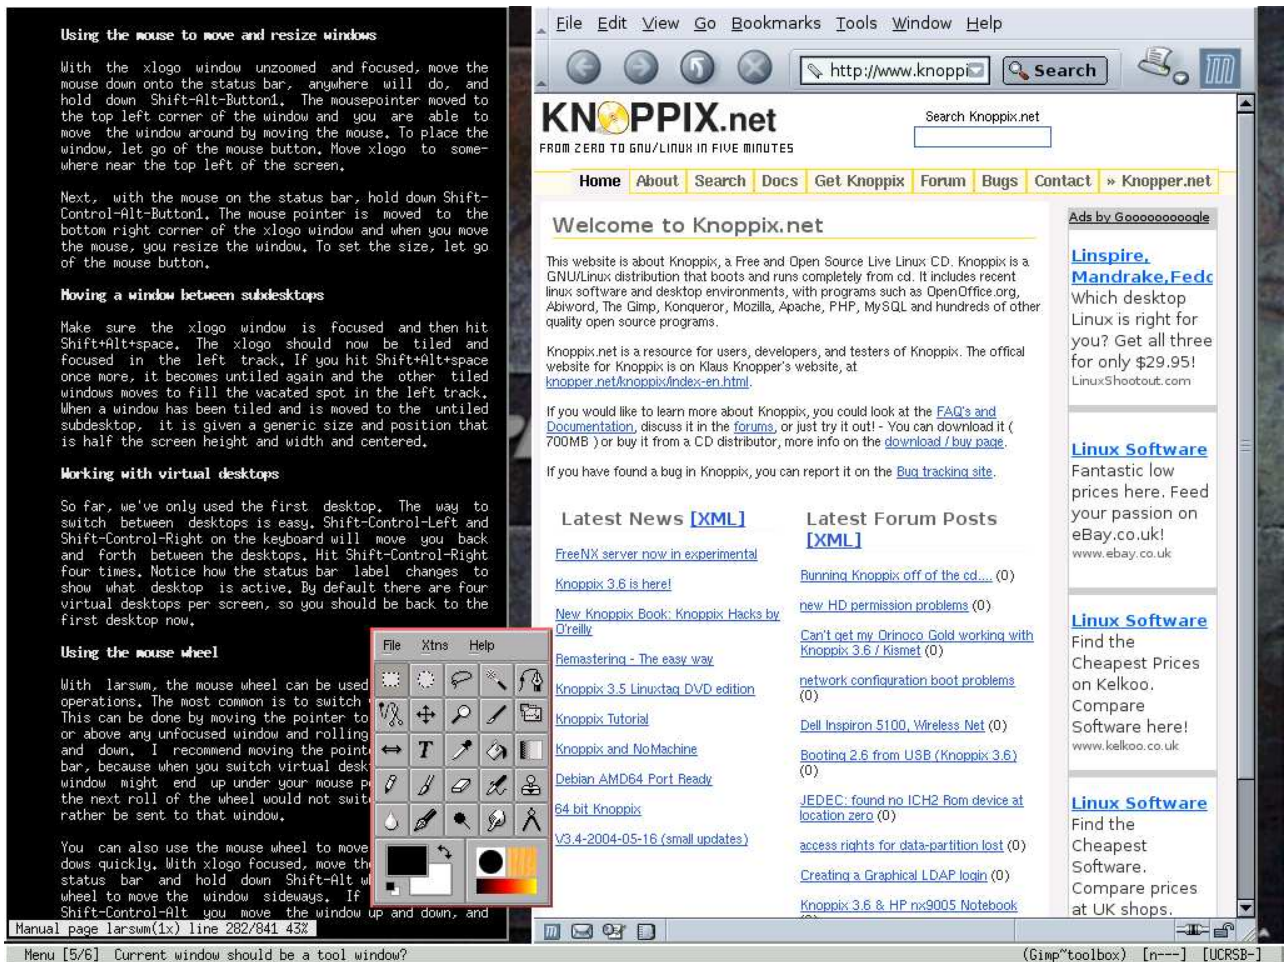 Using the mouse to move and resize windows
With the xlogo window unzoomed and focused, move the
mouse down onto the status bar, anywhere will do, and
hold down Shift-Alt-Button1. The mousepointer moved to
the top left corner of the window and you are able to
move the window around by moving the mouse. To place the
window, let go of the mouse button. Move xlogo to some-
where near the top left of the screen.
Next, with the mouse on the status bar, hold down Shift-
Control-Alt-Button1. The mouse pointer is moved to the
bottom right corner of the xlogo window and when you move
the mouse, you resize the window. To set the size, let go
of the mouse button.
Moving a window between subdesktops
Make sure the xlogo window is focused and then hit
Shift+Alt+space. The xlogo should now be tiled and
focused in the left track. If you hit Shift+Alt+space
once more, it becomes untiled again and the other tiled
windows moves to fill the vacated spot in the left track.
When a window has been tiled and is moved to the untiled
subdesktop, it is given a generic size and position that
is half the screen height and width and centered.
Working with virtual desktops
So far, we've only used the first desktop. The way to
switch between desktops is easy. Shift-Control-Left and
Shift-Control-Right on the keyboard will move you back
and forth between the desktops. Hit Shift-Control-Right
four times. Notice how the status bar label changes to
show what desktop is active. By default there are four
virtual desktops per screen, so you should be back to the
first desktop now.
Using the mouse wheel
With larswm, the mouse wheel can be used
operations. The most common is to switch
This can be done by moving the pointer to
or above any unfocused window and rolling
and down. I recommend moving the point
bar, because when you switch virtual desk
window might end up under your mouse p
the next roll of the wheel would not swit
rather be sent to that window.
You can also use the mouse wheel to move
dows quickly. With xlogo focused, move the
status bar and hold down Shift-Alt w
wheel to move the window sideways. If
Shift-Control-Alt you move the window up and down, and
Manual page larswm(1x) line 282/841 43%
File Xtns Help
File Edit View Go Bookmarks Tools Window Help
http://www.knoppi
Search
KNOPPIX.net
FROM ZERO TO GNU/LINUX IN FIVE MINUTES
Search Knoppix.net
Home About Search Docs Get Knoppix Forum Bugs Contact » Knopper.net
Welcome to Knoppix.net
This website is about Knoppix, a Free and Open Source Live Linux CD. Knoppix is a
GNU/Linux distribution that boots and runs completely from cd. It includes recent
linux software and desktop environments, with programs such as OpenOffice.org,
Abiword, The Gimp, Konqueror, Mozilla, Apache, PHP, MySQL and hundreds of other
quality open source programs.
Knoppix.net is a resource for users, developers, and testers of Knoppix. The offical
website for Knoppix is on Klaus Knopper's website, at
knopper.net/knoppix/index-en.html.
If you would like to learn more about Knoppix, you could look at the FAQ's and
Documentation, discuss it in the forums, or just try it out! - You can download it (
700MB ) or buy it from a CD distributor, more info on the download / buy page.
If you have found a bug in Knoppix, you can report it on the Bug tracking site.
Latest News [XML]
FreeNX server now in experimental
Knoppix 3.6 is here!
New Knoppix Book: Knoppix Hacks by
O'reilly
Remastering - The easy way
Knoppix 3.5 Linuxtag DVD edition
Knoppix Tutorial
Knoppix and NoMachine
Debian AMD64 Port Ready
64 bit Knoppix
V3.4-2004-05-16 (small updates)
Latest Forum Posts
[XML]
Running Knoppix off of the cd.... (0)
new HD permission problems (0)
Can't get my Orinoco Gold working with
Knoppix 3.6 / Kismet (0)
network configuration boot problems
(0)
Dell Inspiron 5100, Wireless Net (0)
Booting 2.6 from USB (Knoppix 3.6)
(0)
JEDEC: found no ICH2 Rom device at
location zero (0)
access rights for data-partition lost (0)
Creating a Graphical LDAP login (0)
Knoppix 3.6 & HP nx9005 Notebook
Ads by Goooooooooogle
Linspire,
Mandrake,Fedo
Which desktop
Linux is right for
you? Get all three
for only $29.95!
LinuxShootout.com
Linux Software
Fantastic low
prices here. Feed
your passion on
eBay.co.uk!
www.ebay.co.uk
Linux Software
Find the
Cheapest Prices
on Kelkoo.
Compare
Software here!
www.kelkoo.co.uk
Linux Software
Find the
Cheapest
Software.
Compare prices
at UK shops.
Menu [5/6] Current window should be a tool window? (Gimp~toolbox) [n---] [UCRSB-]